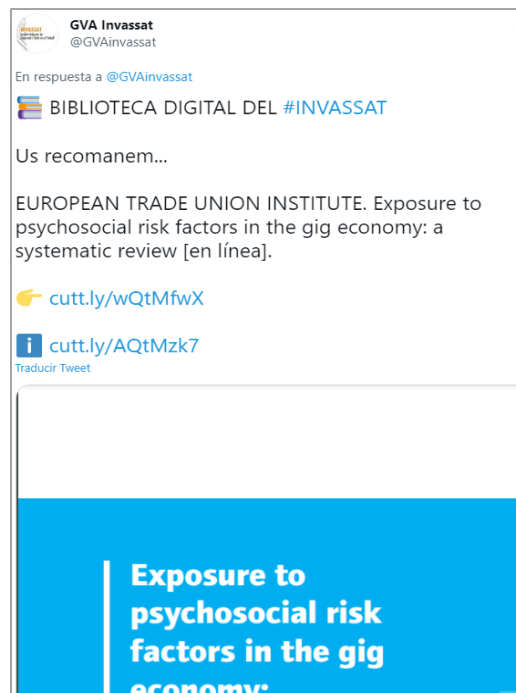 GVA Invassat
@GVAinvassat
En respuesta a @GVAinvassat
BIBLIOTECA DIGITAL DEL #INVASSAT
Us recomanem...
EUROPEAN TRADE UNION INSTITUTE. Exposure to
psychosocial risk factors in the gig economy: a
systematic review [en línea].
cutt.ly/wQtMfwX
cutt.ly/AQtMzk7
Traducir Tweet
Exposure to
psychosocial risk
factors in the gig
economy: